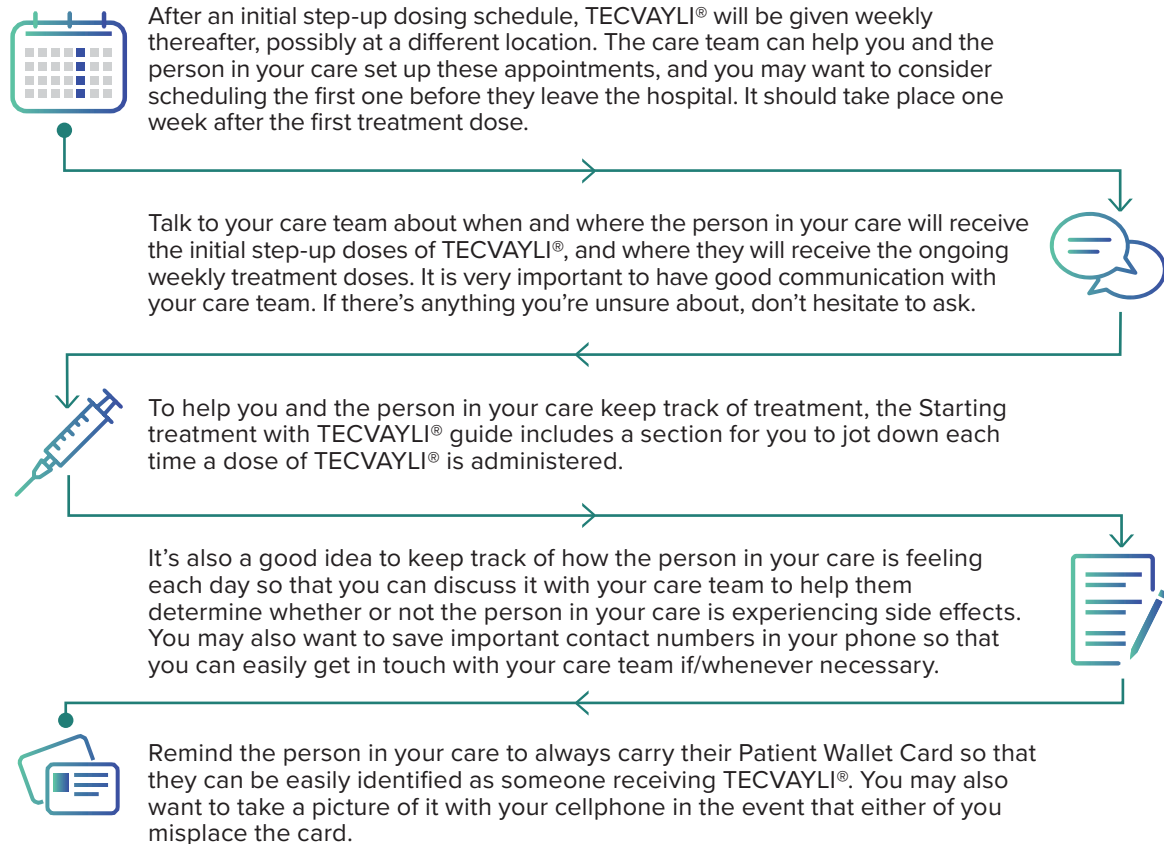 After an initial step-up dosing schedule, TECVAYLI® will be given weekly
thereafter, possibly at a different location. The care team can help you and the
person in your care set up these appointments, and you may want to consider
scheduling the first one before they leave the hospital. It should take place one
week after the first treatment dose.
Talk to your care team about when and where the person in your care will receive
the initial step-up doses of TECVAYLI®, and where they will receive the ongoing
weekly treatment doses. It is very important to have good communication with
your care team. If there’s anything you’re unsure about, don’t hesitate to ask.
To help you and the person in your care keep track of treatment, the Starting
treatment with TECVAYLI® guide includes a section for you to jot down each
time a dose of TECVAYLI® is administered.
It’s also a good idea to keep track of how the person in your care is feeling
each day so that you can discuss it with your care team to help them
determine whether or not the person in your care is experiencing side effects.
You may also want to save important contact numbers in your phone so that
you can easily get in touch with your care team if/whenever necessary.
Remind the person in your care to always carry their Patient Wallet Card so that
they can be easily identified as someone receiving TECVAYLI®. You may also
want to take a picture of it with your cellphone in the event that either of you
misplace the card.